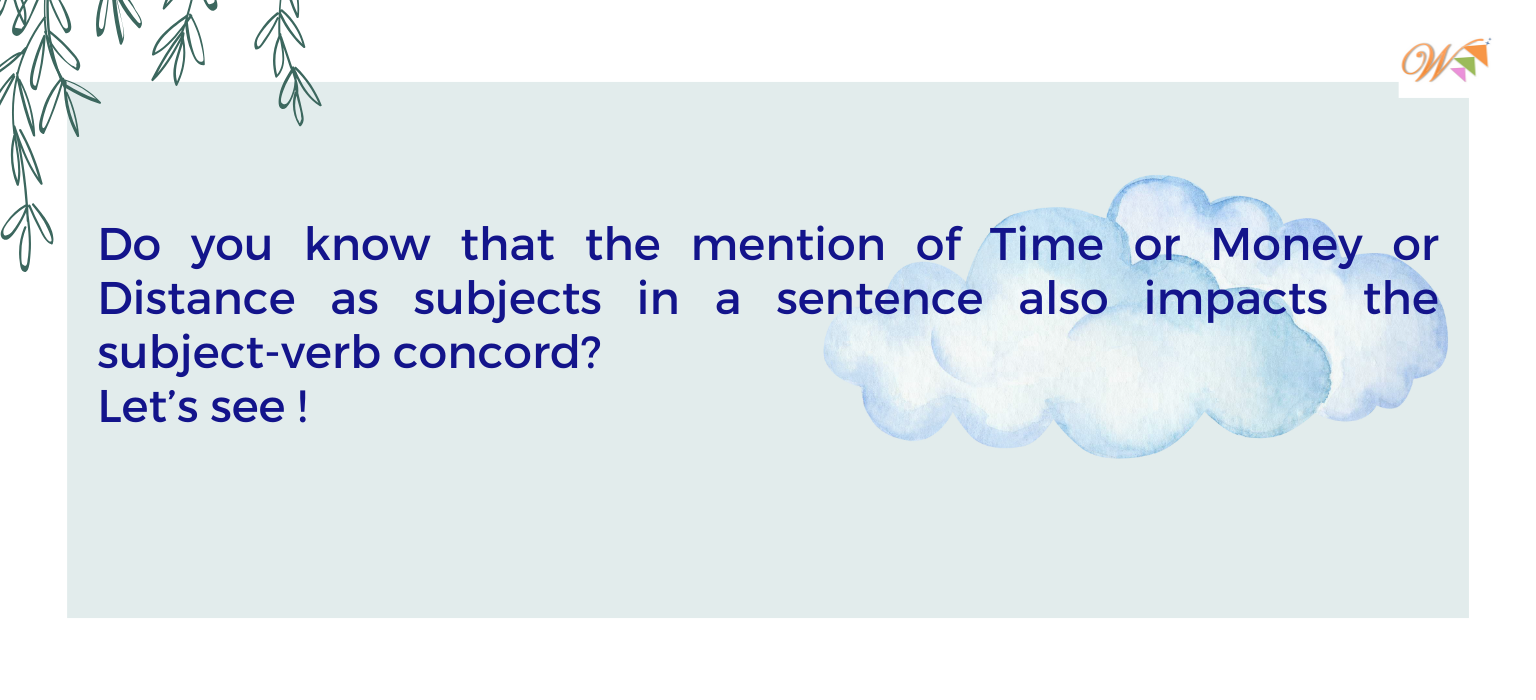 W
Do you know that the mention of Time or Money or
Distance as subjects in a sentence also impacts the
subject-verb concord?
Let’s see !